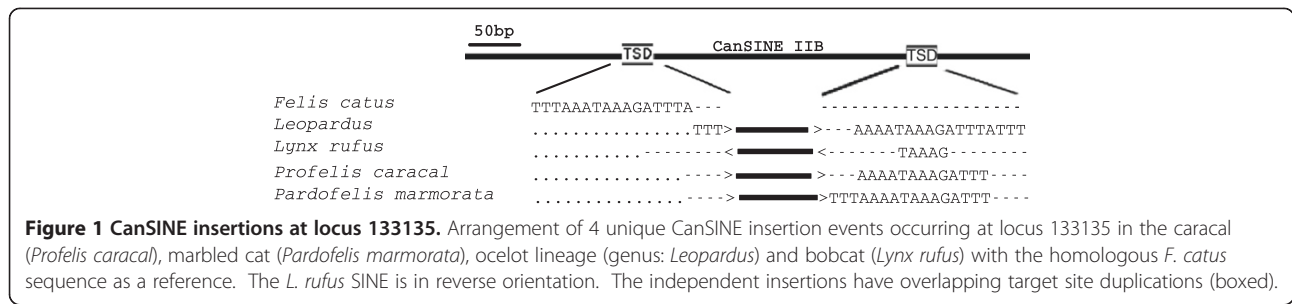 50bp
CanSINE IIB
TSD TSD
Felis catus TTTAAATAAAGATTTA--- -------------------
Leopardus ................TTT> >---AAAATAAAGATTTATTT
Lynx rufus ...........--------< <-------TAAAG-------
Profelis caracal ...............----> >---AAAATAAAGATTT----
Pardofelis marmorata ...............----> >TTTAAAATAAAGATTT----
Figure 1 CanSINE insertions at locus 133135. Arrangement of 4 unique CanSINE insertion events occurring at locus 133135 in the caracal
(Profelis caracal), marbled cat (Pardofelis marmorata), ocelot lineage (genus: Leopardus) and bobcat (Lynx rufus) with the homologous F. catus
sequence as a reference. The L. rufus SINE is in reverse orientation. The independent insertions have overlapping target site duplications (boxed).